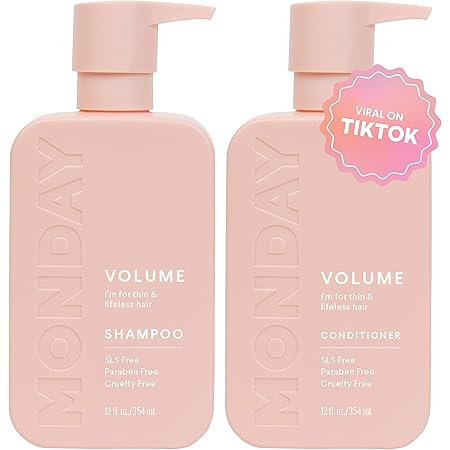 MONDAY
VOLUME
I'm for thin &
lifeless hair
SHAMPOO
SLS Free
Paraben Free
Cruelty Free
12 fl. oz./354 mL
MONDAY
VIRAL ON
TIKTOK
VOLUME
I'm for thin &
lifeless hair
CONDITIONER
SLS Free
Paraben Free
Cruelty Free
12 fl. oz./354 mL